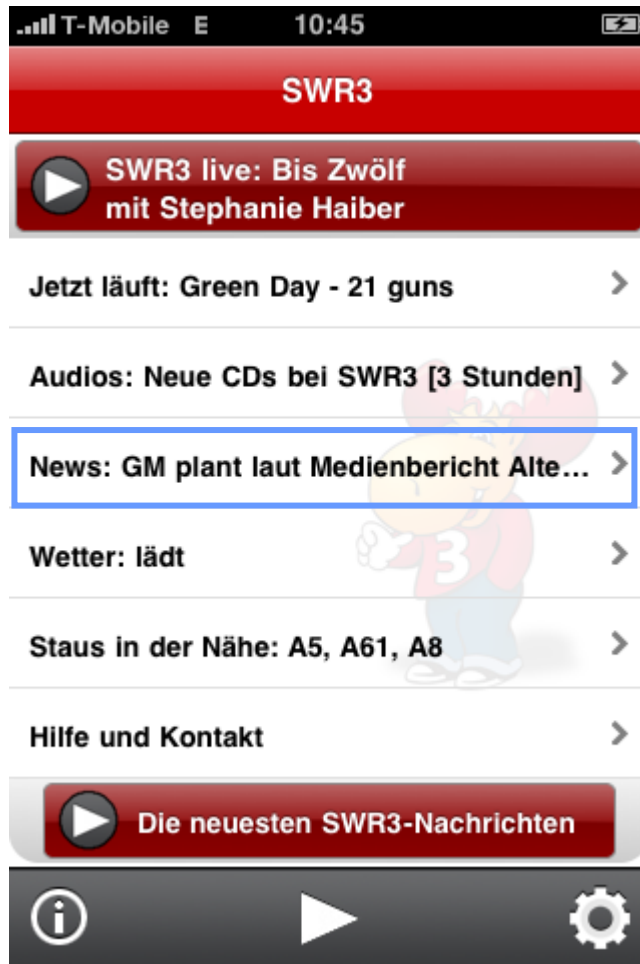 T-Mobile E 10:45
SWR3
SWR3 live: Bis Zwölf
mit Stephanie Haiber
Jetzt läuft: Green Day - 21 guns
Audios: Neue CDs bei SWR3 [3 Stunden]
News: GM plant laut Medienbericht Alte...
Wetter: lädt
3
Staus in der Nähe: A5, A61, A8
Hilfe und Kontakt
Die neuesten SWR3-Nachrichten